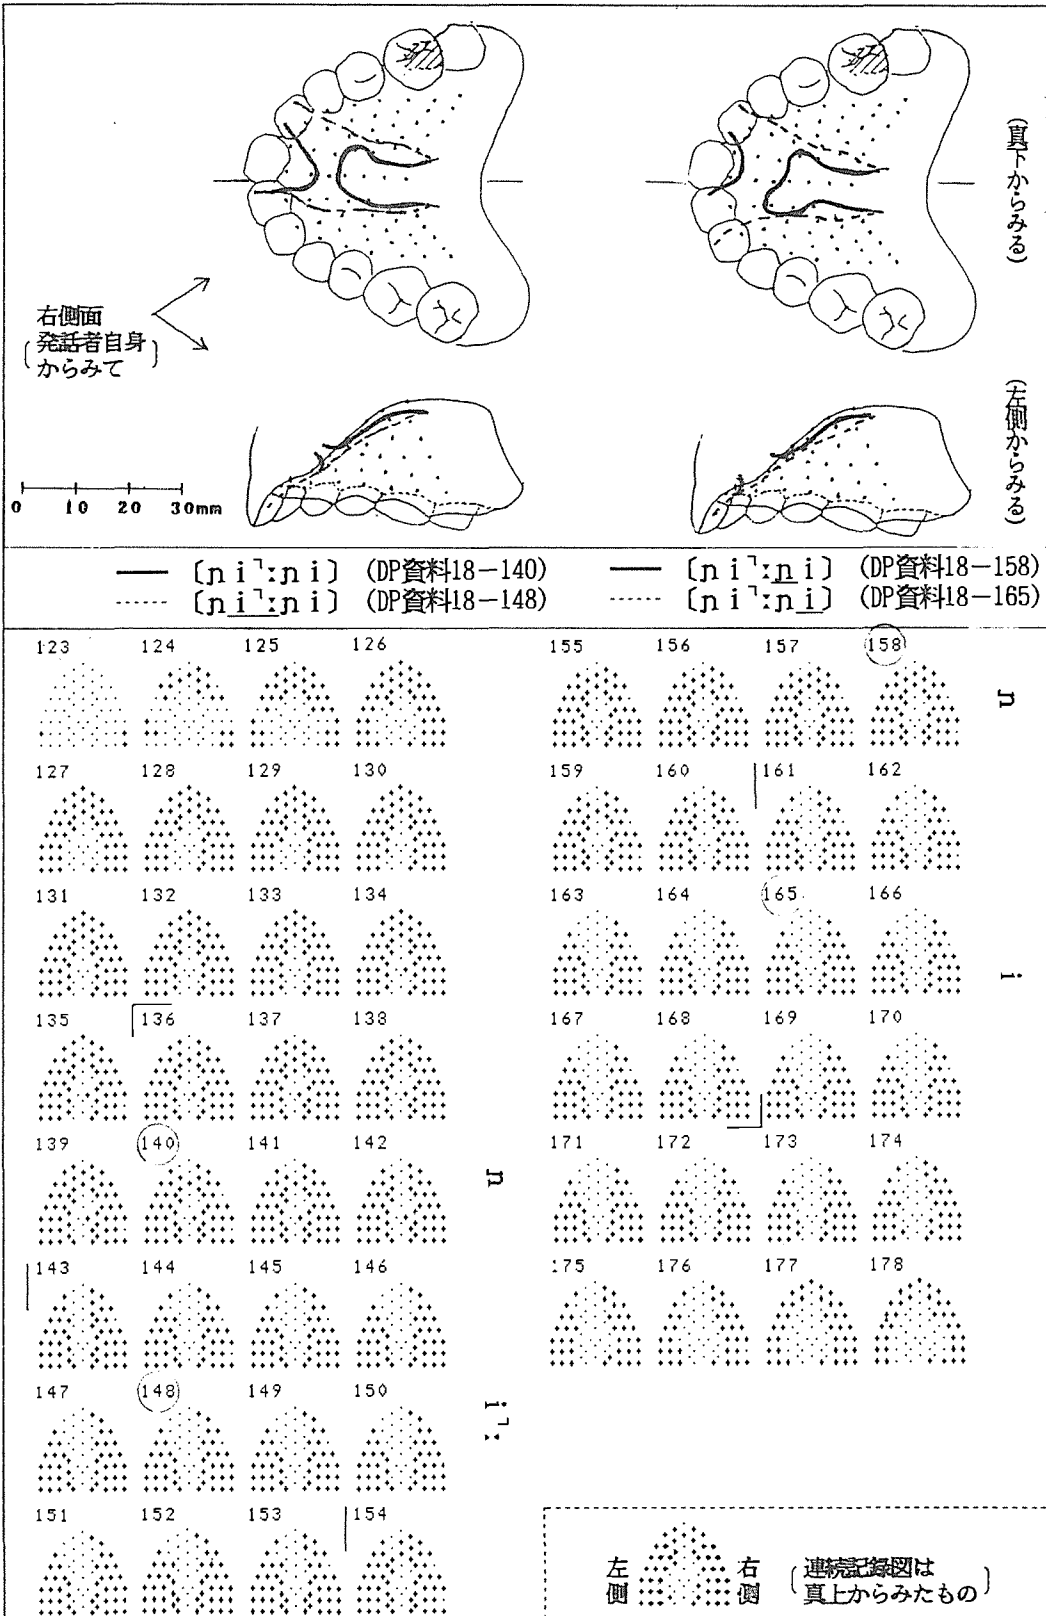 (真下からみる)
右側面
(発話者自身)
からみて
(左側からみる)
0 10 20 30mm
〔ɲi˺ːɲi〕 (DP資料18-140) 〔ɲi˺ːɲi〕 (DP資料18-158)
〔ɲi˺ːɲi〕 (DP資料18-148) 〔ɲi˺ːɲi〕 (DP資料18-165)
123 124 125 126
127 128 129 130
131 132 133 134
135 136 137 138
139 140 141 142
ɲ
143 144 145 146
147 148 149 150
i˺ː
151 152 153 154
155 156 157 158
ɲ
159 160 161 162
163 164 165 166
i
167 168 169 170
171 172 173 174
175 176 177 178
左側
右側
(連続記録図は
真上からみたもの)